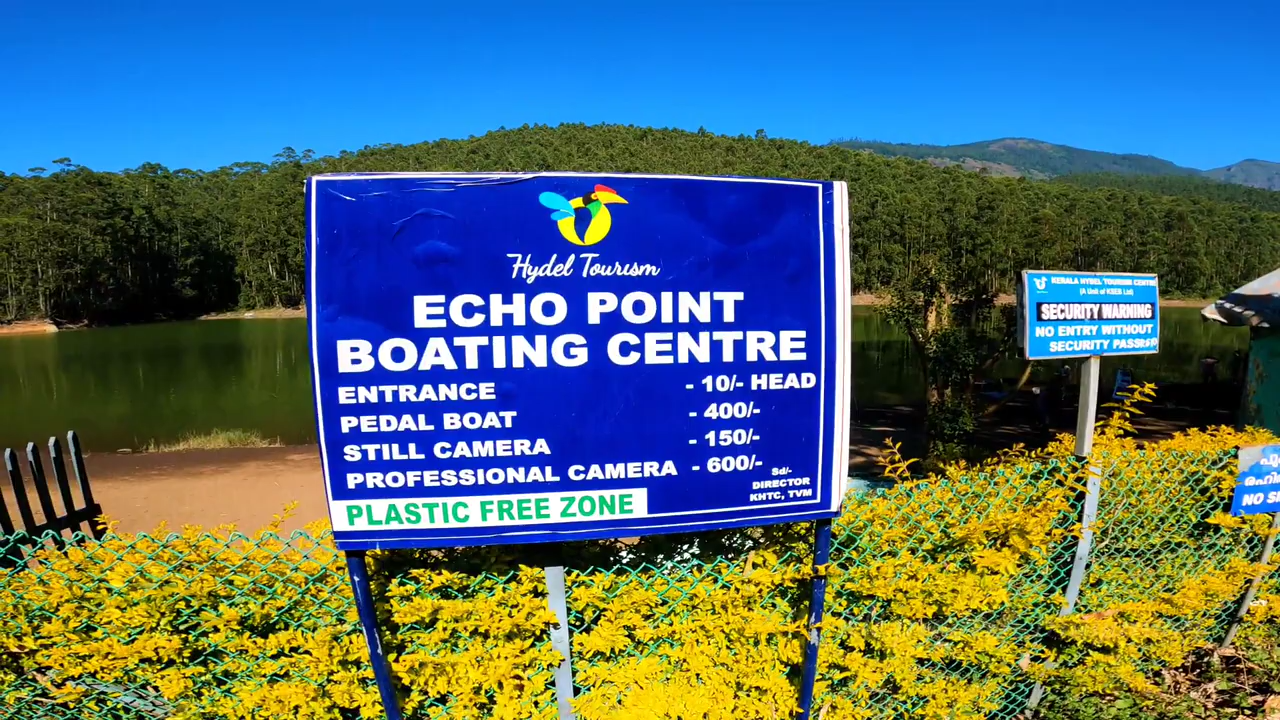 Hydel Tourism
ECHO POINT
BOATING CENTRE
ENTRANCE - 10/- HEAD
PEDAL BOAT - 400/-
STILL CAMERA - 150/-
PROFESSIONAL CAMERA - 600/-
Sd/-
DIRECTOR
KHTC, TVM
PLASTIC FREE ZONE
KERALA HYDEL TOURISM CENTRE
(A Unit of KSEB Ltd)
SECURITY WARNING
NO ENTRY WITHOUT
SECURITY PASS
NO